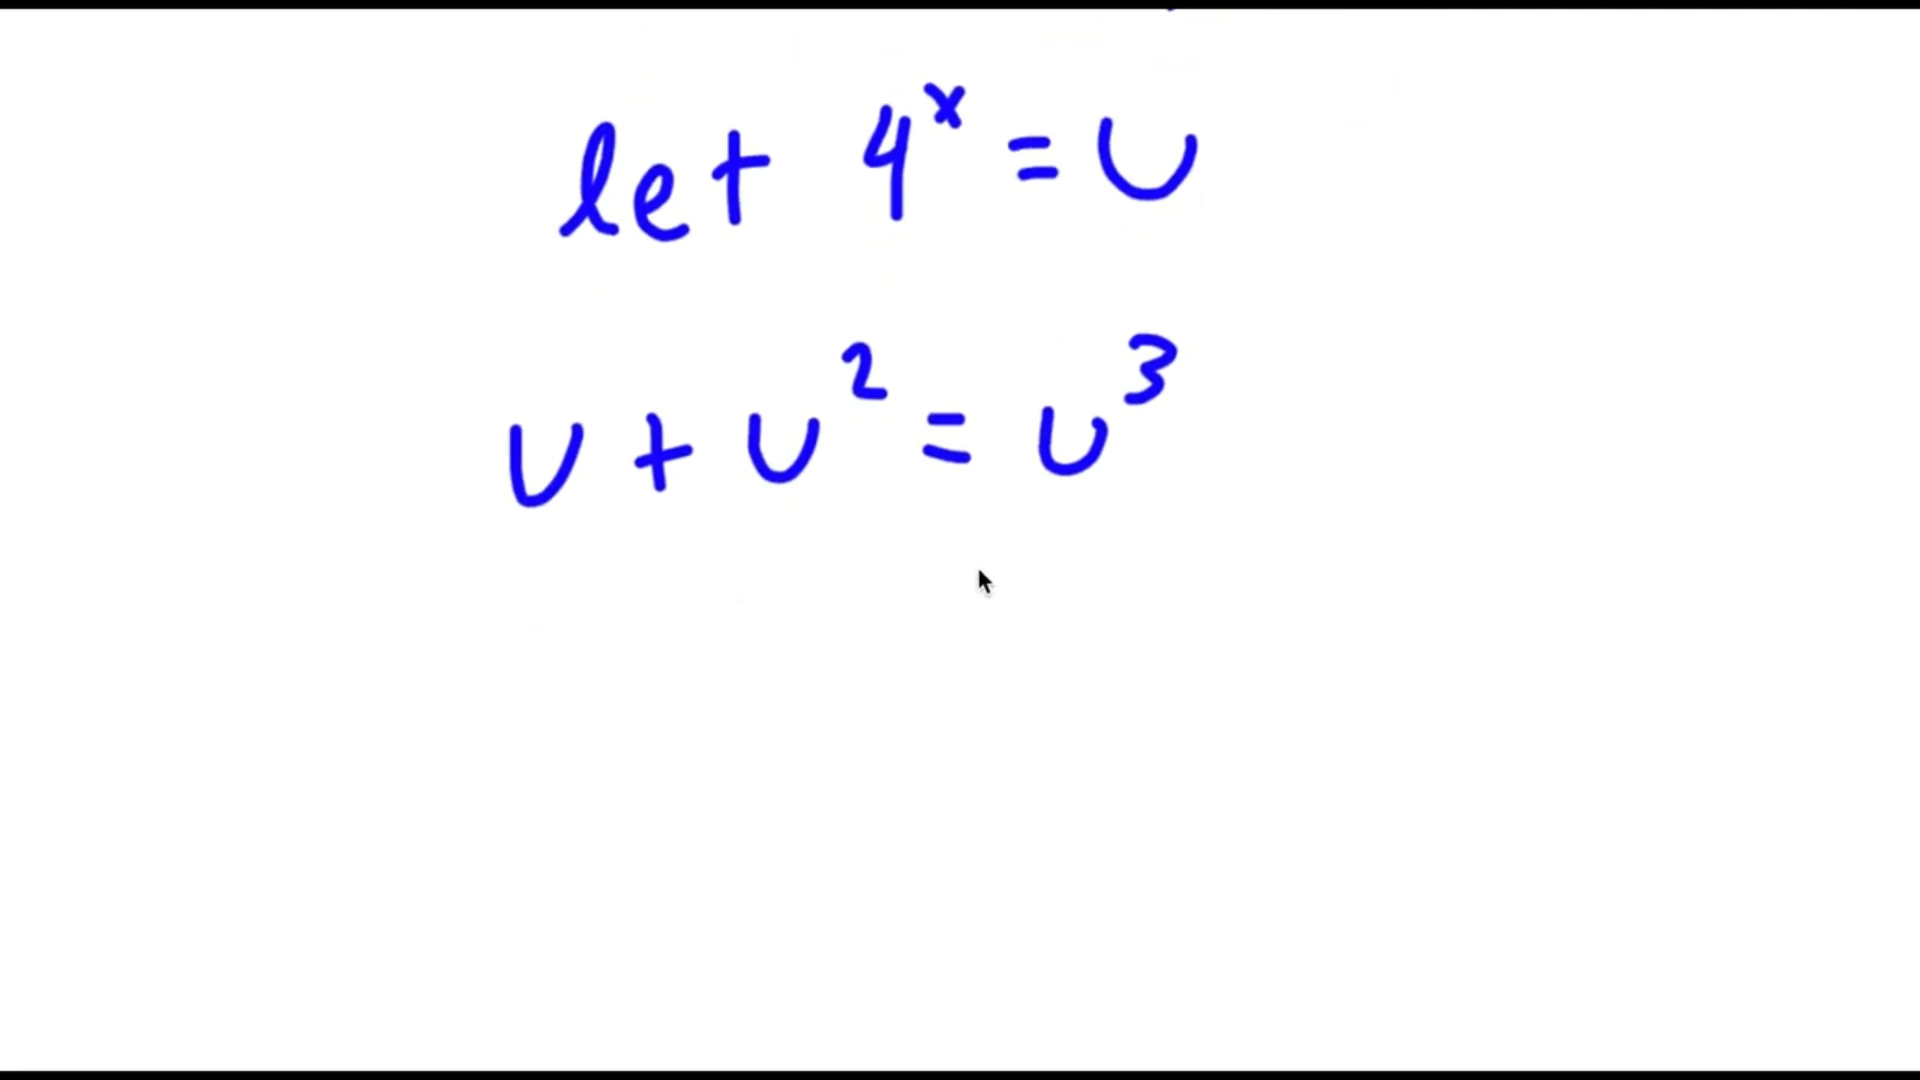 let 4^x = U
U + U^2 = U^3